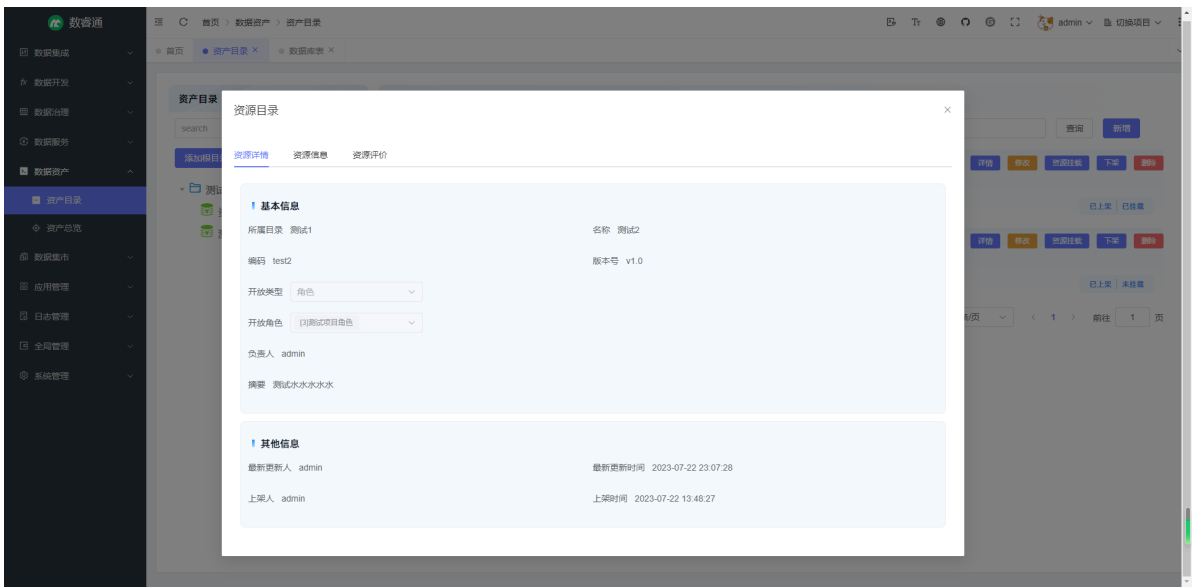 数睿通
首页 > 数据资产 > 资产目录
admin 切换项目
数据集成
数据开发
数据治理
数据服务
数据资产
资产目录
资产总览
数据集市
应用管理
日志管理
全局管理
系统管理
首页 资产目录 × 数据库表 ×
资产目录
search
查询 新增
详情 修改 资源挂载 下架 删除
已上架 已挂载
详情 修改 资源挂载 下架 删除
已上架 未挂载
1 前往 1 页
资源目录
资源详情 资源信息 资源评价
基本信息
所属目录 测试1 名称 测试2
编码 test2 版本号 v1.0
开放类型 角色
开放角色 [3]测试项目角色
负责人 admin
摘要 测试水水水水水
其他信息
最新更新人 admin 最新更新时间 2023-07-22 23:07:28
上架人 admin 上架时间 2023-07-22 13:48:27